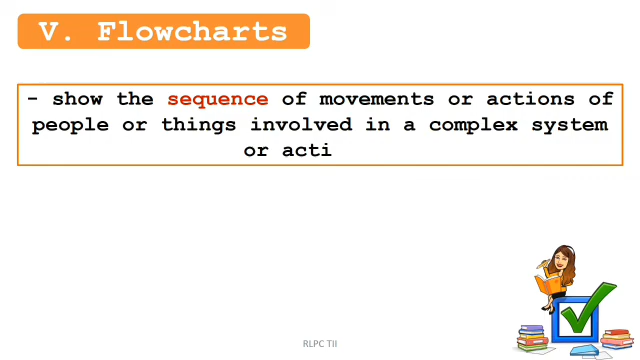 V. Flowcharts
- show the sequence of movements or actions of
people or things involved in a complex system
or acti
RLPC TII